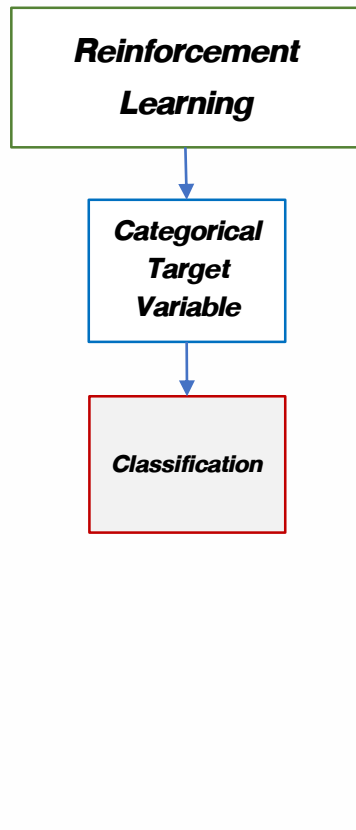 Reinforcement
Learning
Categorical
Target
Variable
Classification